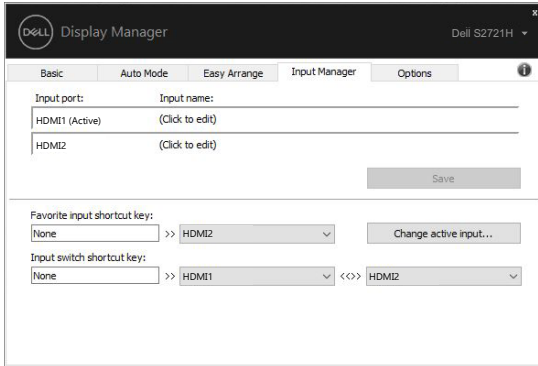 DELL Display Manager
x
Dell S2721H
Basic Auto Mode Easy Arrange Input Manager Options i
Input port: Input name:
HDMI1 (Active) (Click to edit)
HDMI2 (Click to edit)
Save
Favorite input shortcut key:
None >> HDMI2 Change active input...
Input switch shortcut key:
None >> HDMI1 <<>> HDMI2